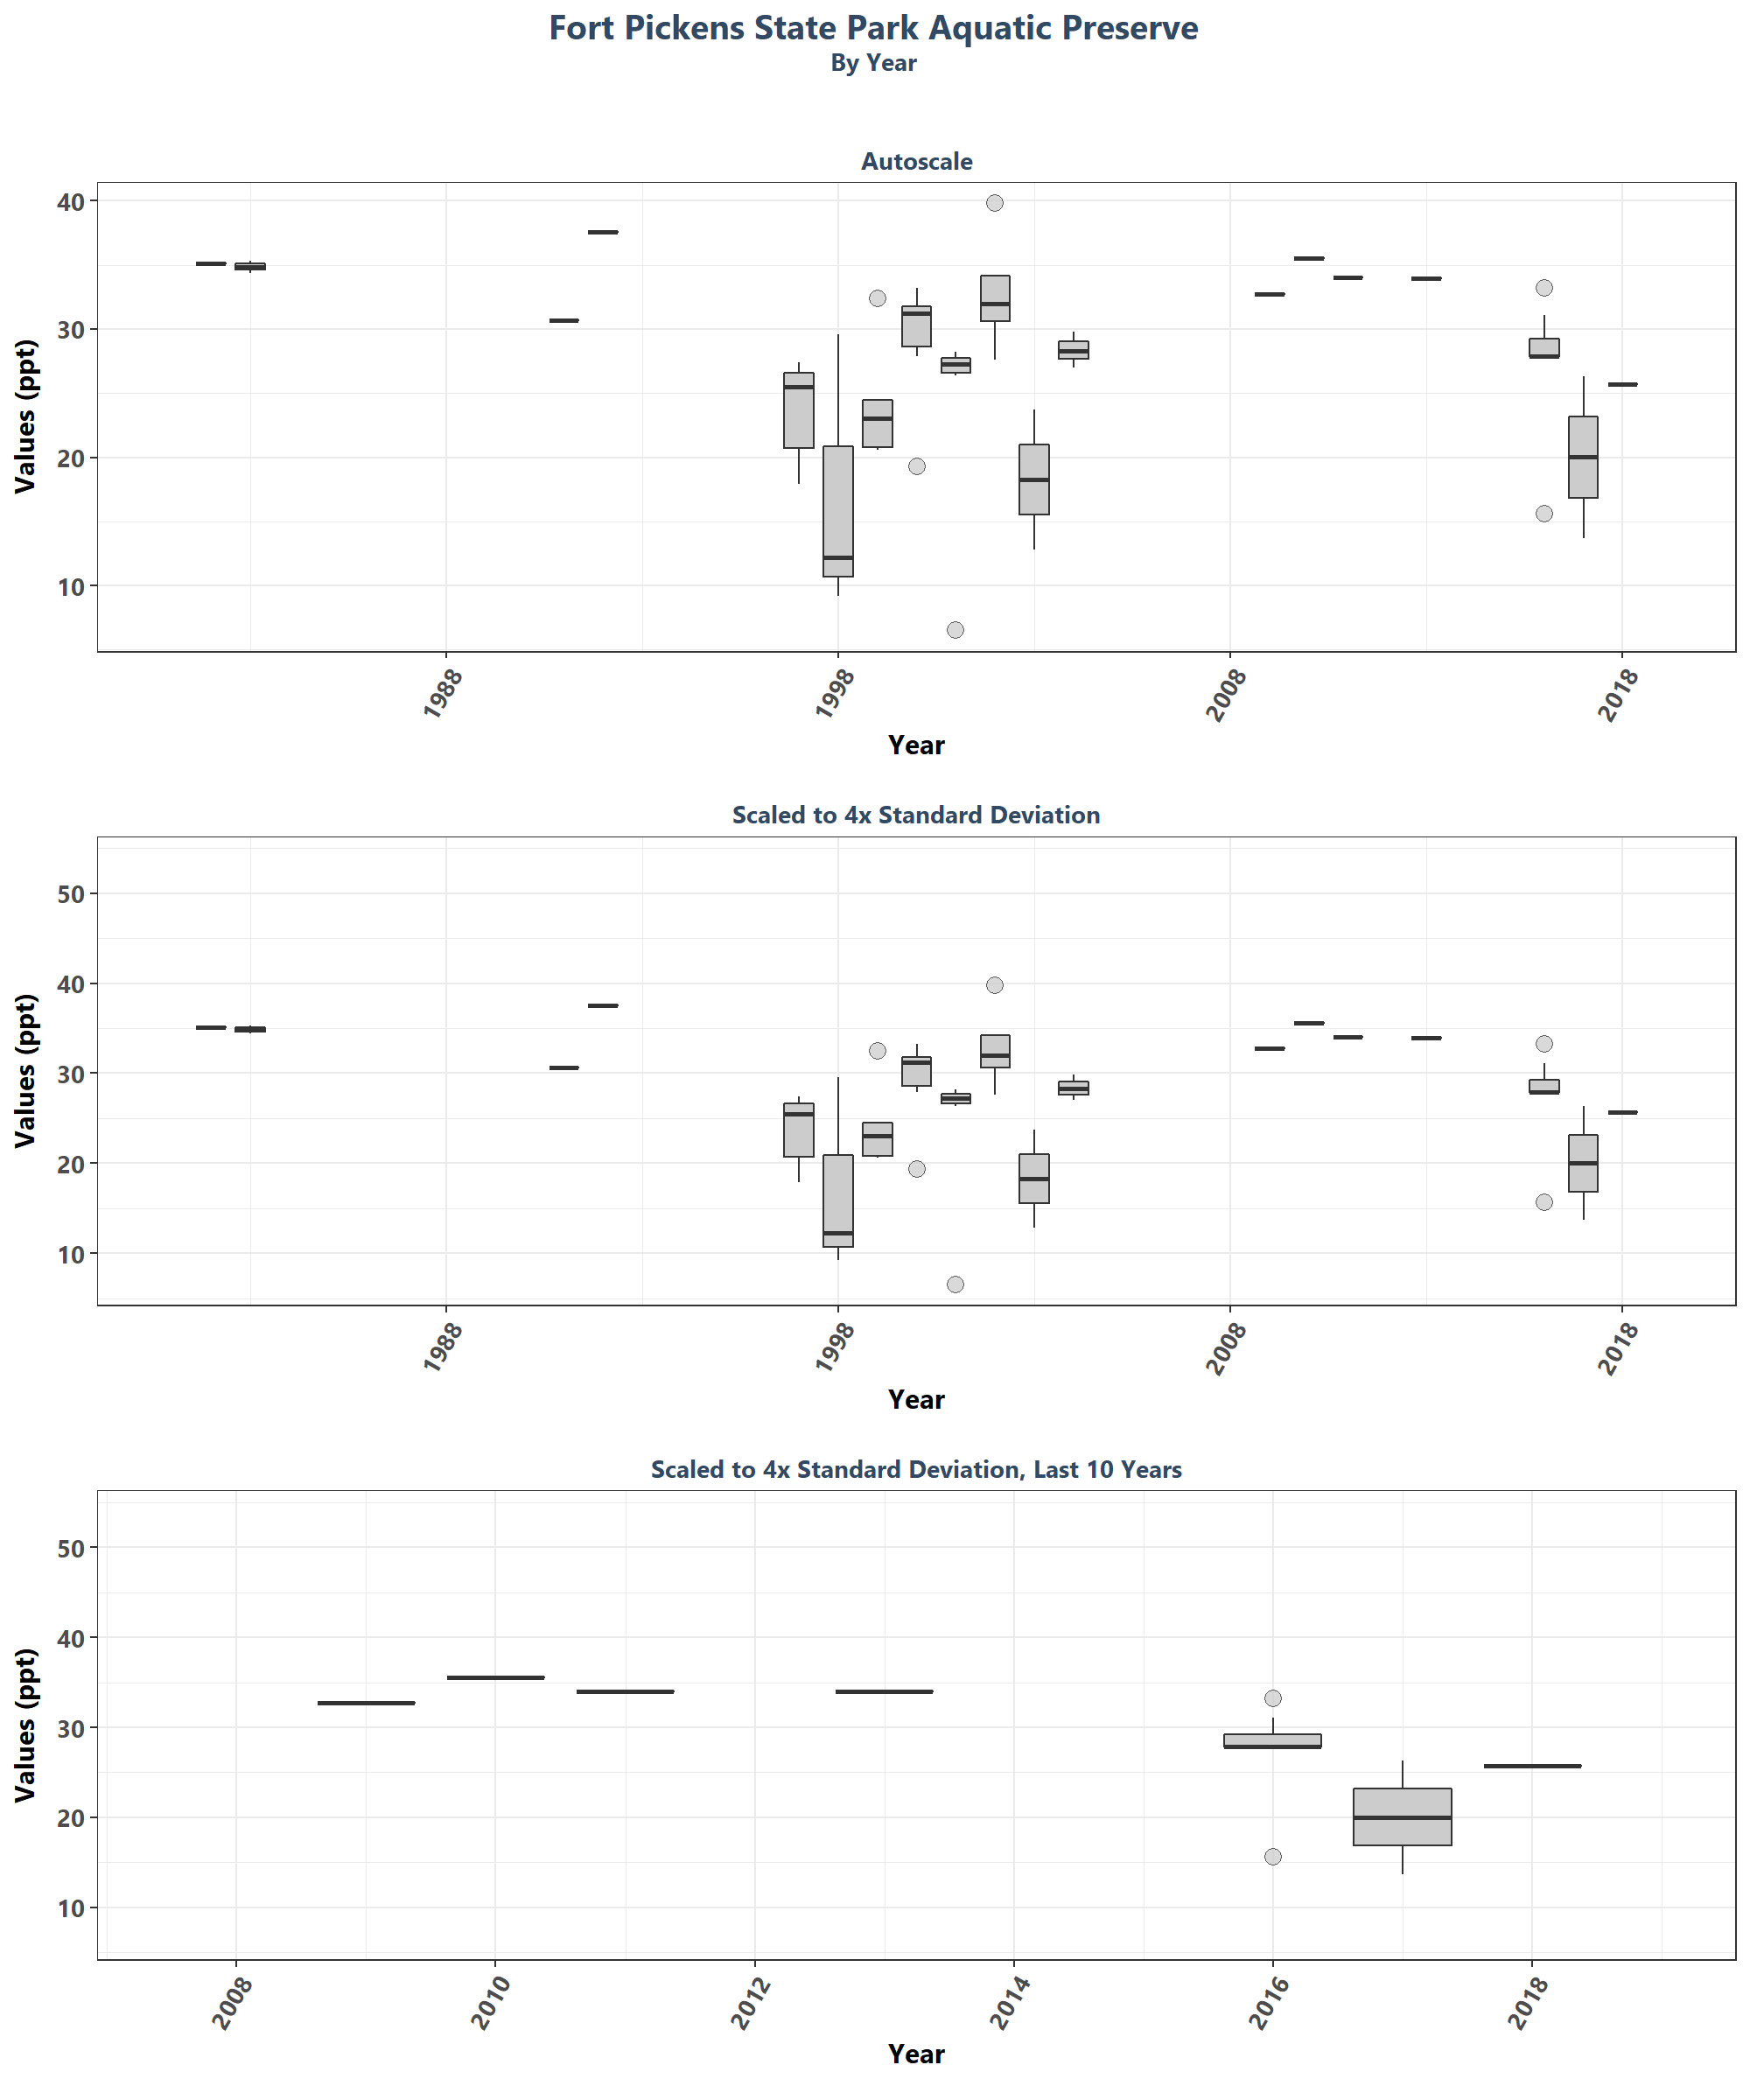 Fort Pickens State Park Aquatic Preserve
By Year
Autoscale
Values (ppt)
40
30
20
10
1988
1998
2008
2018
Year
Scaled to 4x Standard Deviation
Values (ppt)
50
40
30
20
10
1988
1998
2008
2018
Year
Scaled to 4x Standard Deviation, Last 10 Years
Values (ppt)
50
40
30
20
10
2008
2010
2012
2014
2016
2018
Year